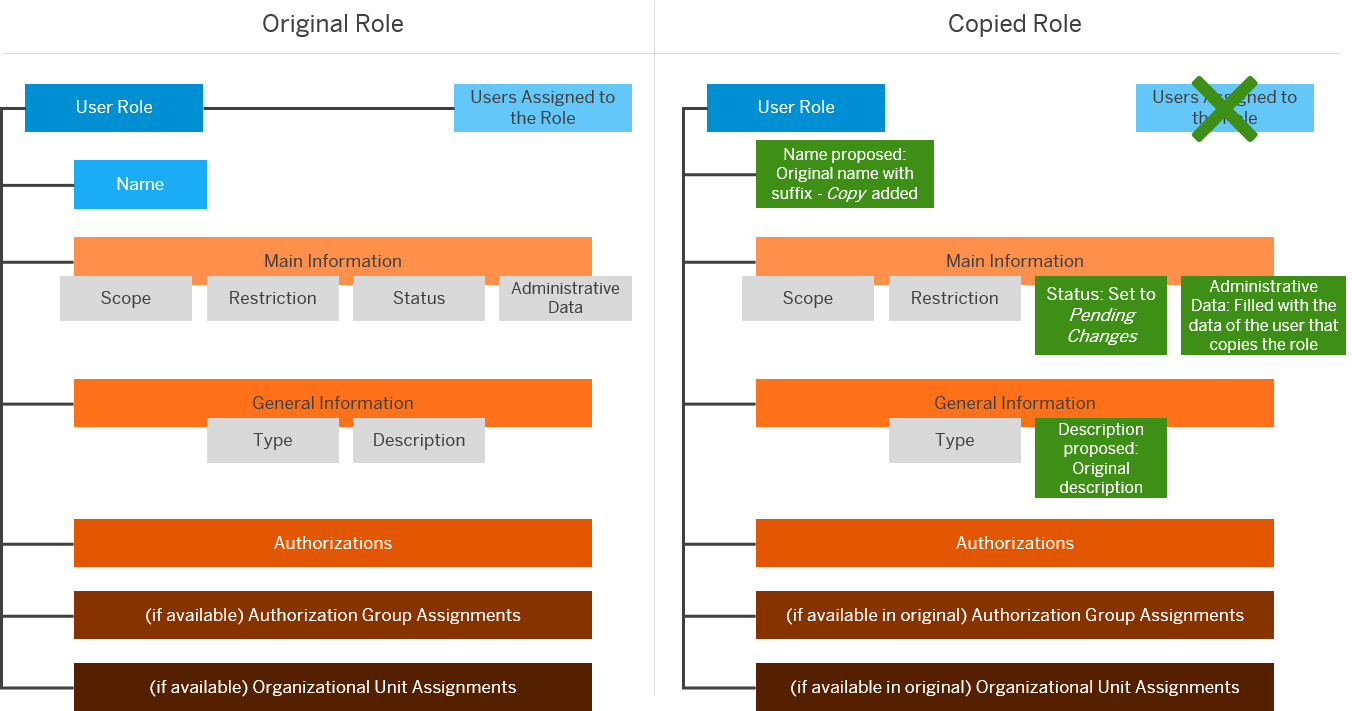 Original Role
User Role
Users Assigned to
the Role
Name
Main Information
Scope
Restriction
Status
Administrative
Data
General Information
Type
Description
Authorizations
(if available) Authorization Group Assignments
(if available) Organizational Unit Assignments
Copied Role
User Role
Users Assigned to
the Role
Name proposed:
Original name with
suffix - Copy added
Main Information
Scope
Restriction
Status: Set to
Pending
Changes
Administrative
Data: Filled with the
data of the user that
copies the role
General Information
Type
Description
proposed:
Original
description
Authorizations
(if available in original) Authorization Group Assignments
(if available in original) Organizational Unit Assignments